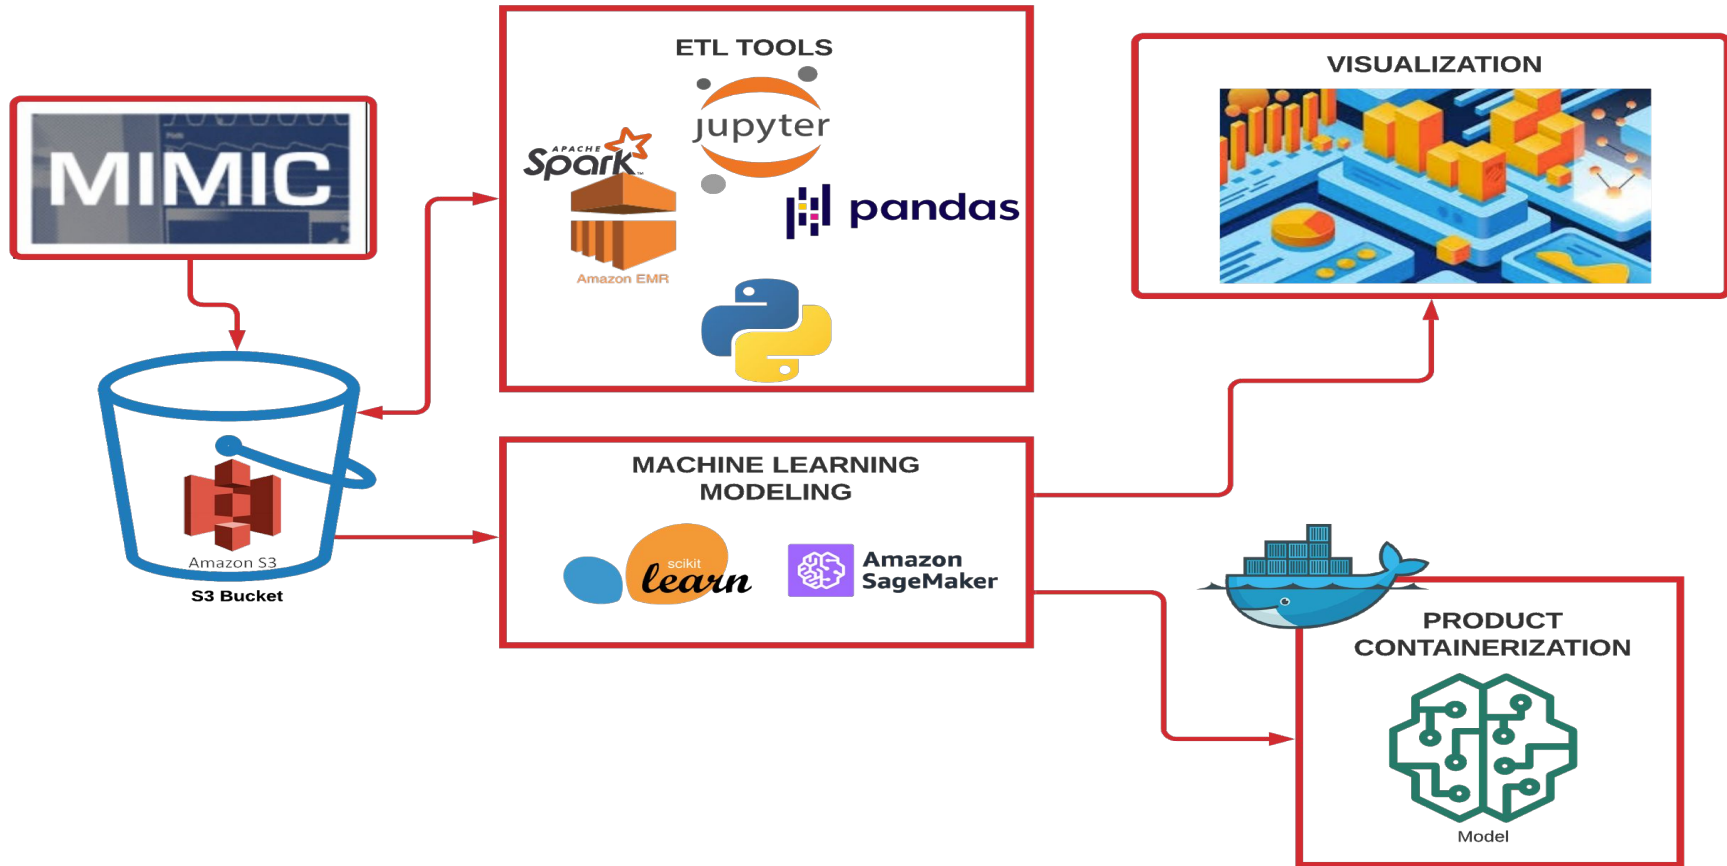 MIMIC
ETL TOOLS
jupyter
APACHE
Spark
Amazon EMR
pandas
VISUALIZATION
Amazon S3
S3 Bucket
MACHINE LEARNING
MODELING
scikit
learn
Amazon
SageMaker
PRODUCT
CONTAINERIZATION
Model